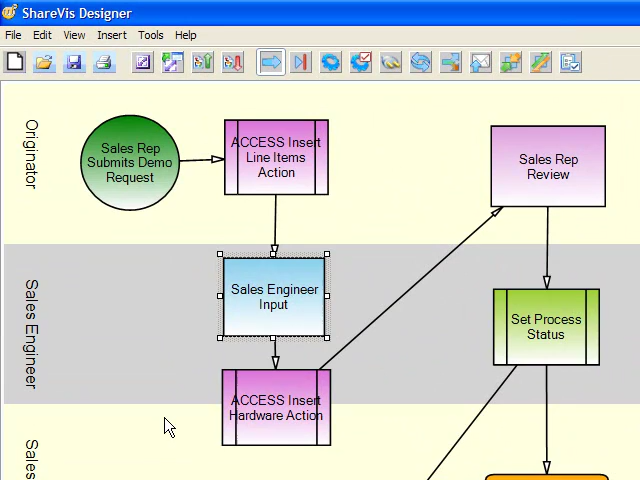 ShareVis Designer
File Edit View Insert Tools Help
Originator
Sales Rep
Submits Demo
Request
ACCESS Insert
Line Items
Action
Sales Rep
Review
Sales Engineer
Sales Engineer
Input
Set Process
Status
ACCESS Insert
Hardware Action
Sales